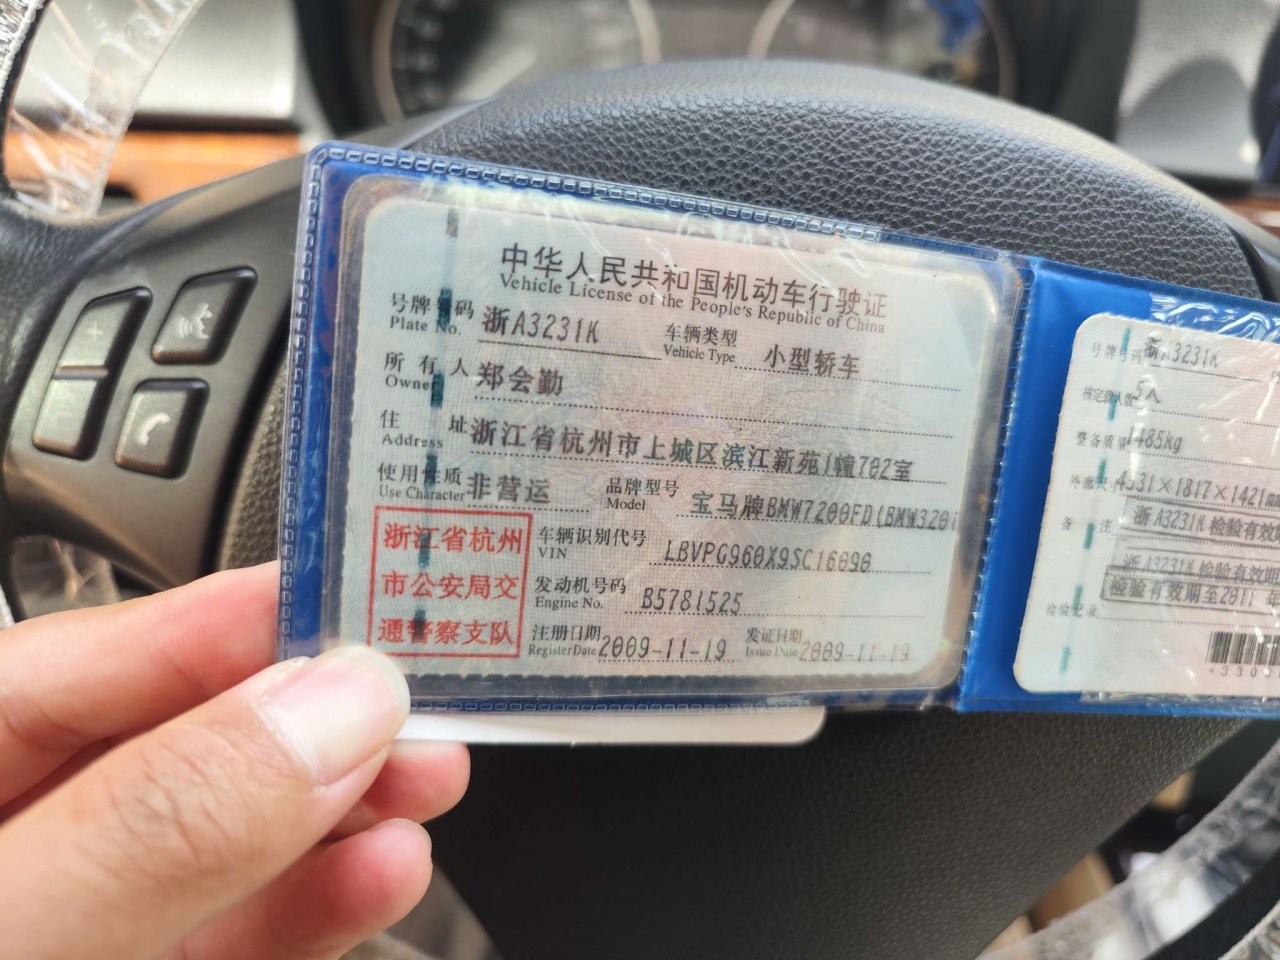 中华人民共和国机动车行驶证
Vehicle License of the People's Republic of China
号牌号码 浙A3231K 车辆类型 小型轿车
Plate No. Vehicle Type
所有人 郑会勤
Owner
住址 浙江省杭州市上城区滨江新苑1幢702室
Address
使用性质 非营运 品牌型号 宝马牌BMW7200FD(BMW320i
Use Character Model
浙江省杭州
市公安局交
通警察支队
车辆识别代号 LBVPG960X9SC16090
VIN
发动机号码 B5781525
Engine No.
注册日期 2009-11-19 发证日期 2009-11-19
Register Date Issue Date
号牌号码 浙A3231K
核定载人数 5人
整备质量 1485kg
外廓尺寸 4531×1817×1421mm
备注 浙A3231K 检验有效期
浙A3231K 检验有效期
检验有效期至2011年
检验记录
*3305